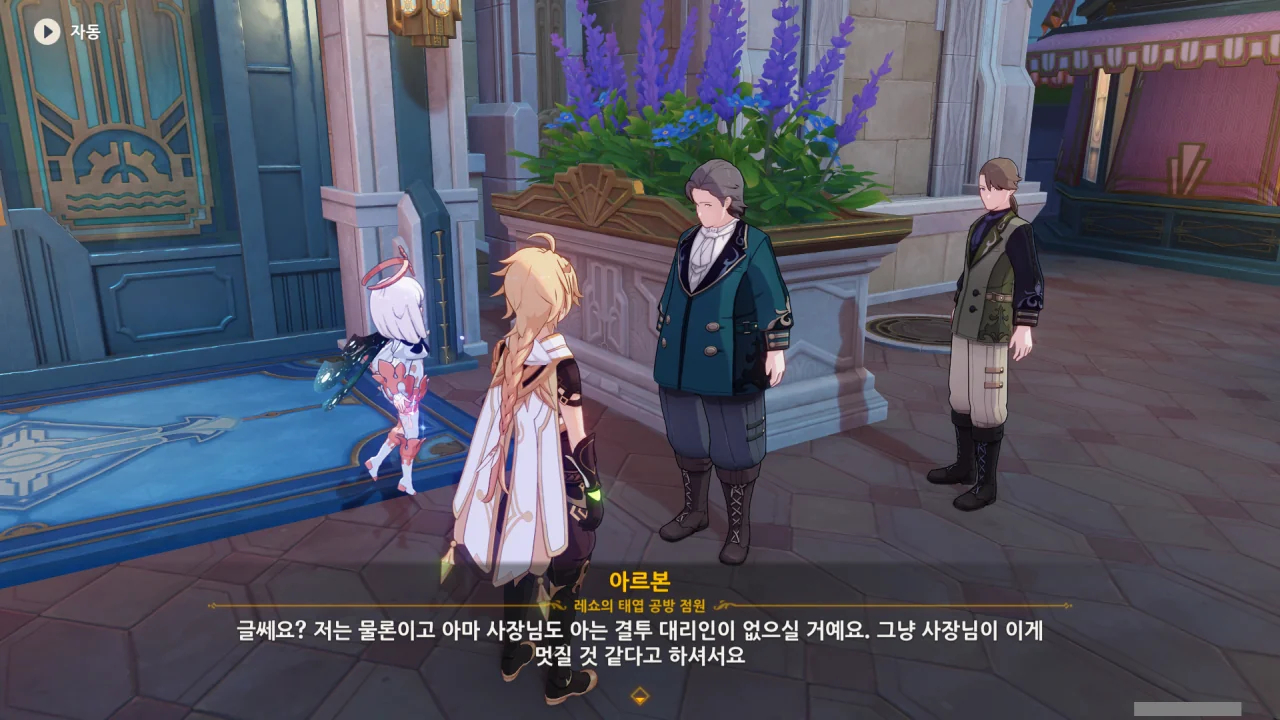 자동
아르본
레쇼의 태엽 공방 점원
글쎄요? 저는 물론이고 아마 사장님도 아는 결투 대리인이 없으실 거예요. 그냥 사장님이 이게
멋질 것 같다고 하셔서요